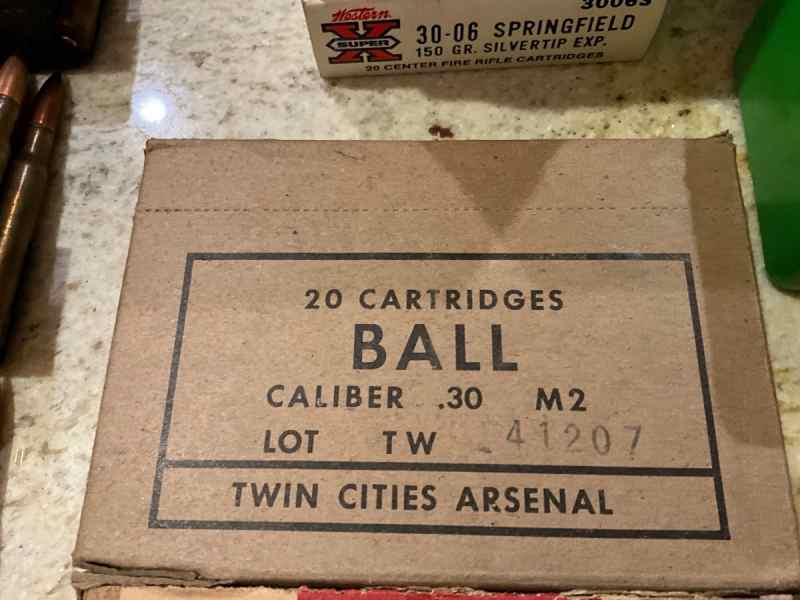 3006S
Western
SUPER X
30-06 SPRINGFIELD
150 GR. SILVERTIP EXP.
20 CENTER FIRE RIFLE CARTRIDGES
20 CARTRIDGES
BALL
CALIBER .30 M2
LOT TW 41207
TWIN CITIES ARSENAL